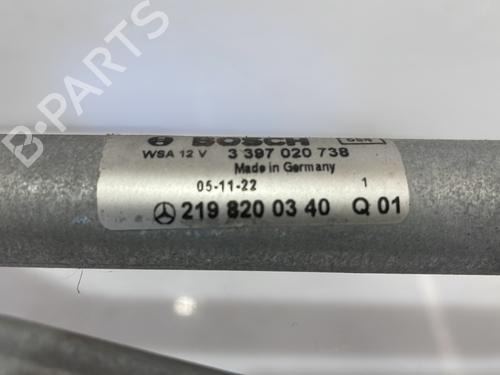 BOSCH
WSA 12 V 3 397 020 738
Made in Germany
05-11-22 1
219 820 03 40 Q 01